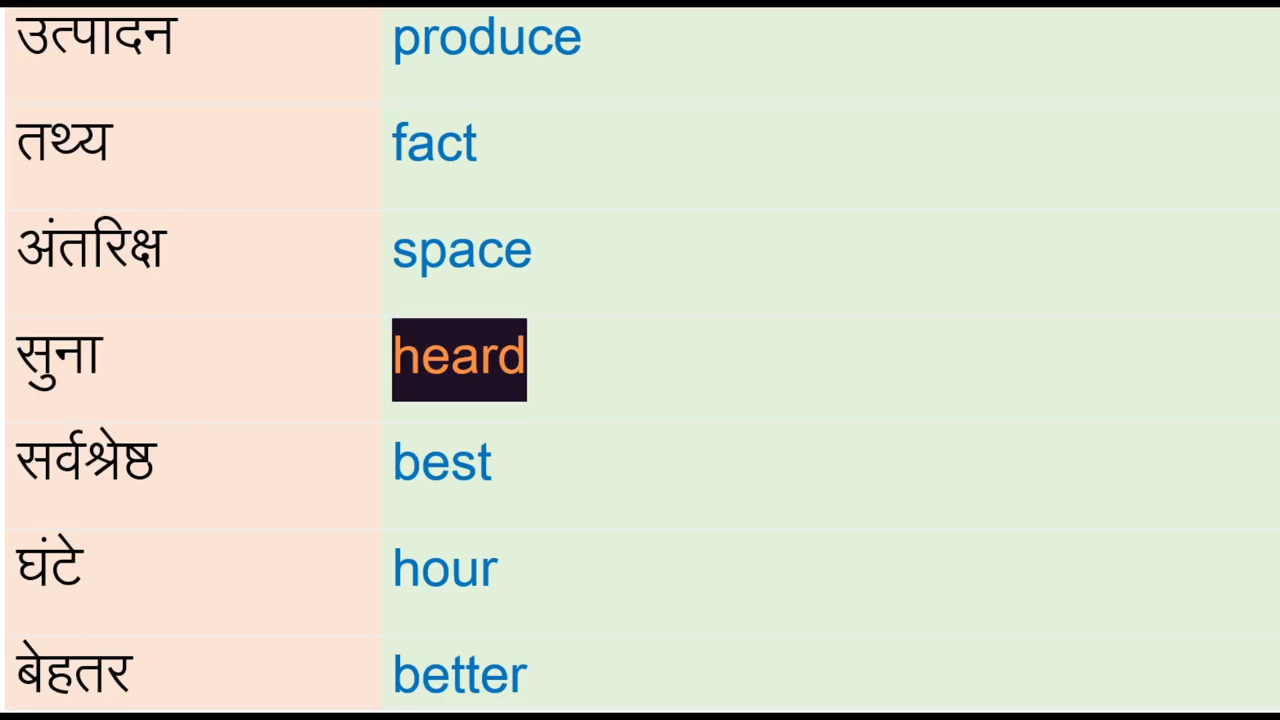 उत्पादन produce
तथ्य fact
अंतरिक्ष space
सुना heard
सर्वश्रेष्ठ best
घंटे hour
बेहतर better